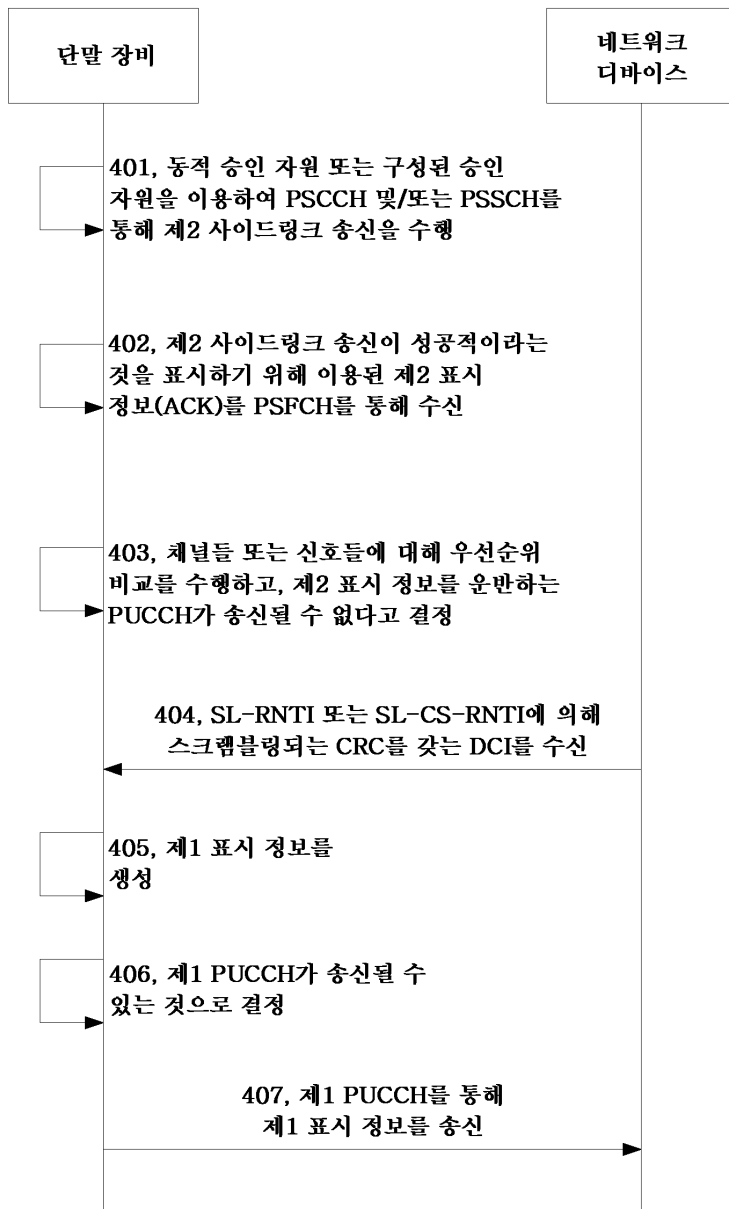 단말 장비
네트워크
디바이스
401, 동적 승인 자원 또는 구성된 승인
자원을 이용하여 PSCCH 및/또는 PSSCH를
통해 제2 사이드링크 송신을 수행
402, 제2 사이드링크 송신이 성공적이라는
것을 표시하기 위해 이용된 제2 표시
정보(ACK)를 PSFCH를 통해 수신
403, 채널들 또는 신호들에 대해 우선순위
비교를 수행하고, 제2 표시 정보를 운반하는
PUCCH가 송신될 수 없다고 결정
404, SL-RNTI 또는 SL-CS-RNTI에 의해
스크램블링되는 CRC를 갖는 DCI를 수신
405, 제1 표시 정보를
생성
406, 제1 PUCCH가 송신될 수
있는 것으로 결정
407, 제1 PUCCH를 통해
제1 표시 정보를 송신